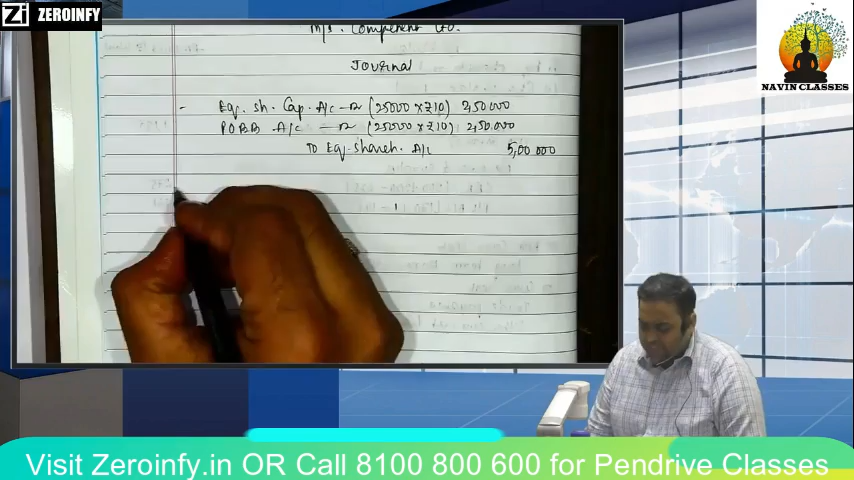 Zi ZEROINFY
NAVIN CLASSES
M/s. Competent Ltd.
Journal
- Eq. Sh. Cap. A/c - Dr (25000 x ₹10) 2,50,000
POBB A/c - Dr (25000 x ₹10) 2,50,000
To Eq. Shareh. A/c 5,00,000
Visit Zeroinfy.in OR Call 8100 800 600 for Pendrive Classes